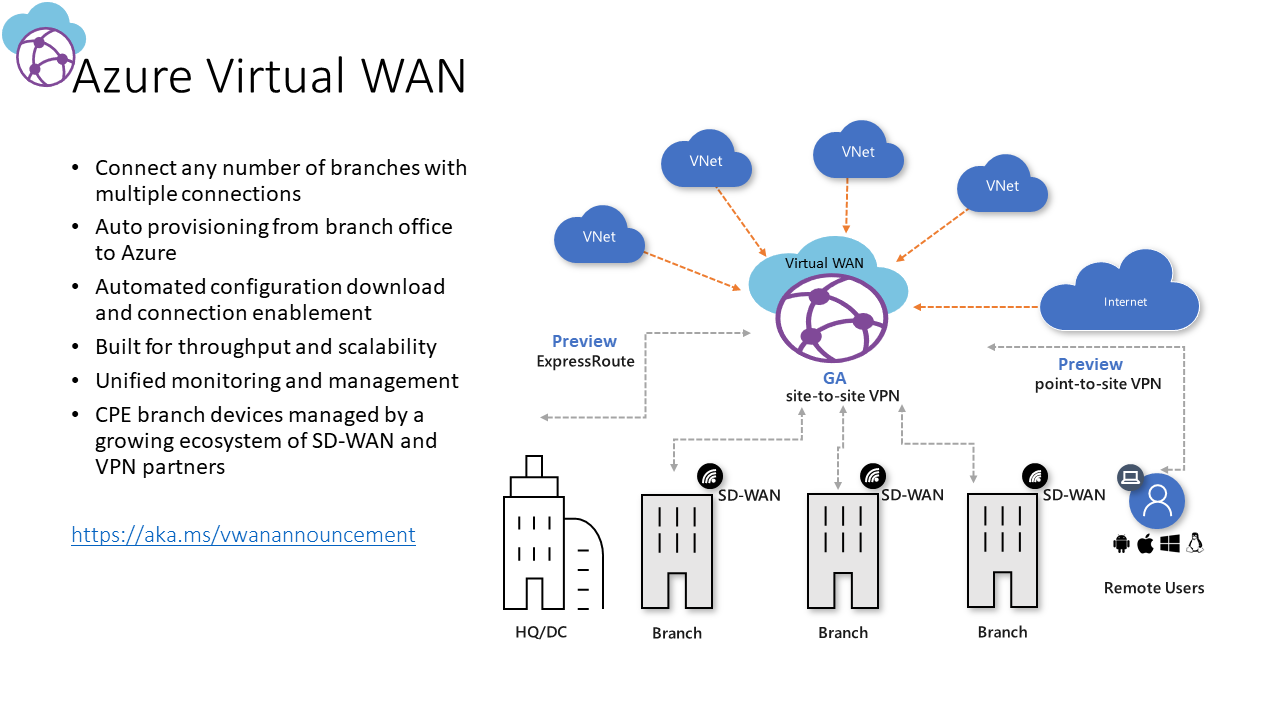 Azure Virtual WAN
• Connect any number of branches with
multiple connections
• Auto provisioning from branch office
to Azure
• Automated configuration download
and connection enablement
• Built for throughput and scalability
• Unified monitoring and management
• CPE branch devices managed by a
growing ecosystem of SD-WAN and
VPN partners
https://aka.ms/vwanannouncement
VNet
VNet
VNet
VNet
Virtual WAN
Internet
Preview
ExpressRoute
GA
site-to-site VPN
Preview
point-to-site VPN
SD-WAN
SD-WAN
SD-WAN
HQ/DC
Branch
Branch
Branch
Remote Users